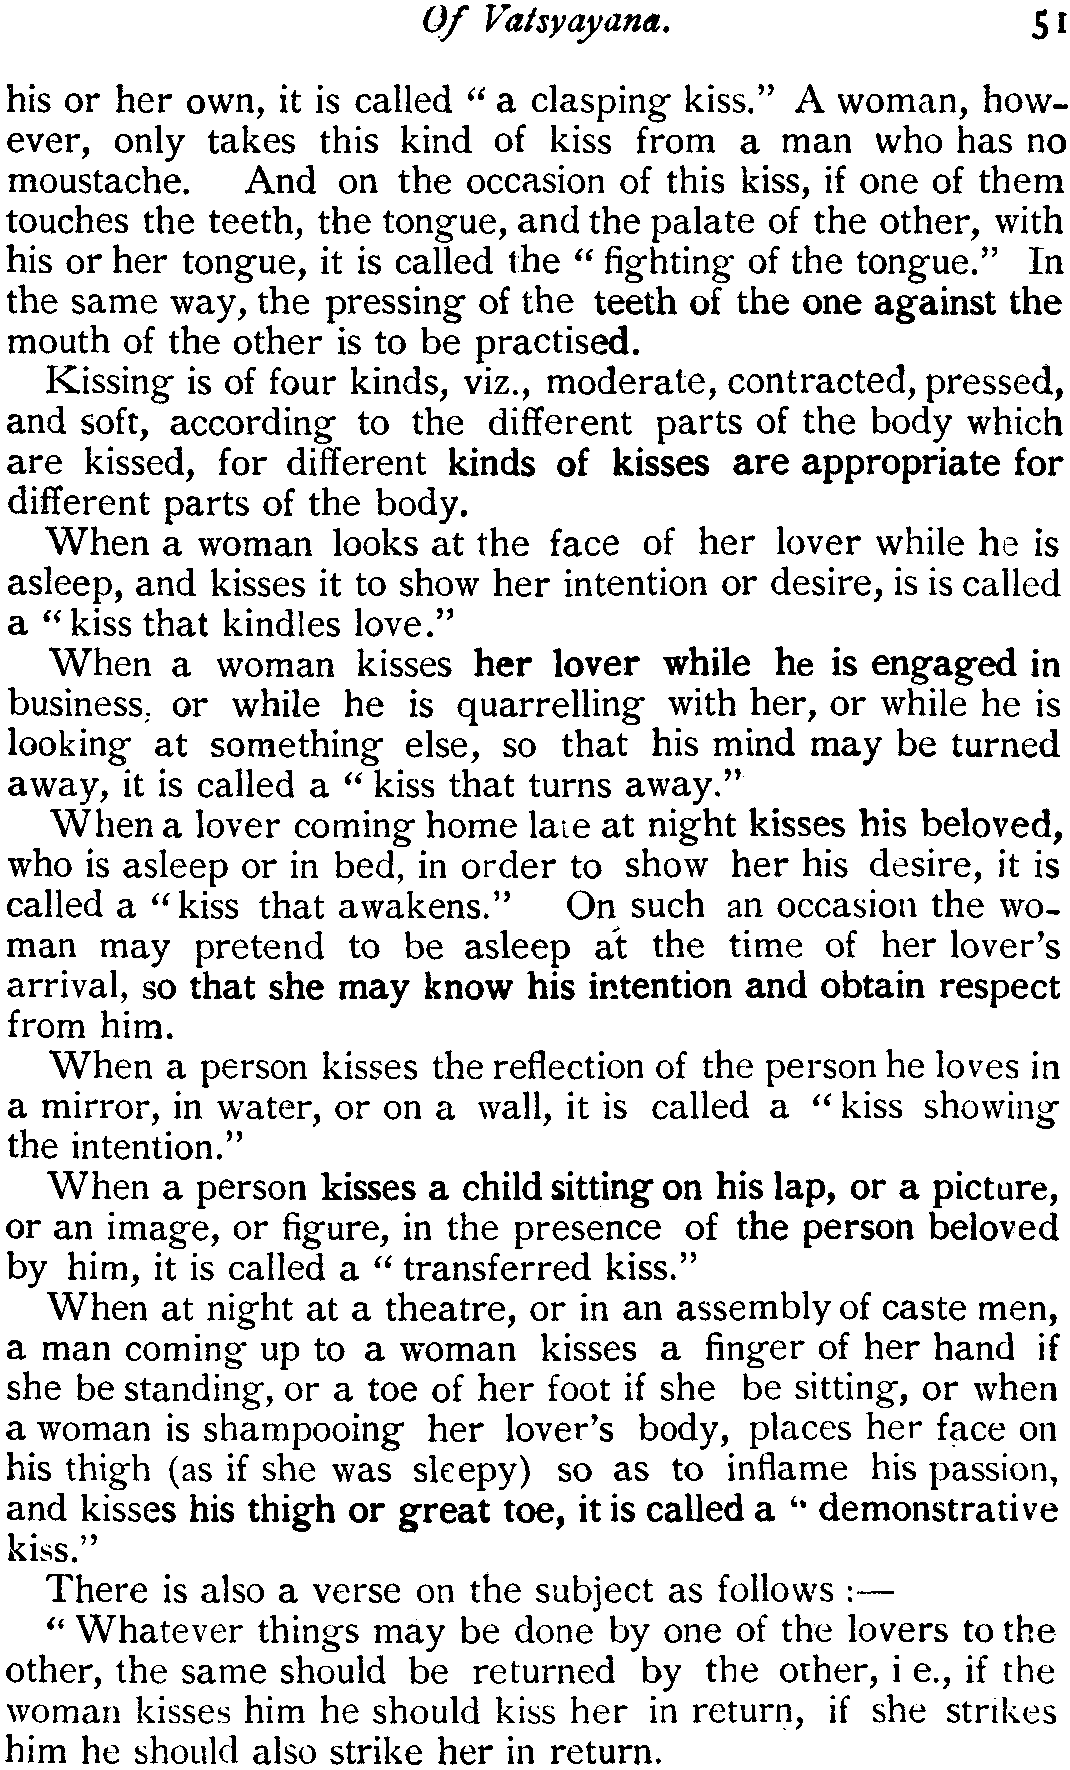 Of Vatsyayana. 51
his or her own, it is called “ a clasping kiss.” A woman, how-
ever, only takes this kind of kiss from a man who has no
moustache. And on the occasion of this kiss, if one of them
touches the teeth, the tongue, and the palate of the other, with
his or her tongue, it is called the “ fighting of the tongue.” In
the same way, the pressing of the teeth of the one against the
mouth of the other is to be practised.
Kissing is of four kinds, viz., moderate, contracted, pressed,
and soft, according to the different parts of the body which
are kissed, for different kinds of kisses are appropriate for
different parts of the body.
When a woman looks at the face of her lover while he is
asleep, and kisses it to show her intention or desire, is is called
a “ kiss that kindles love.”
When a woman kisses her lover while he is engaged in
business, or while he is quarrelling with her, or while he is
looking at something else, so that his mind may be turned
away, it is called a “ kiss that turns away.”
When a lover coming home late at night kisses his beloved,
who is asleep or in bed, in order to show her his desire, it is
called a “ kiss that awakens.” On such an occasion the wo-
man may pretend to be asleep at the time of her lover’s
arrival, so that she may know his intention and obtain respect
from him.
When a person kisses the reflection of the person he loves in
a mirror, in water, or on a wall, it is called a “ kiss showing
the intention.”
When a person kisses a child sitting on his lap, or a picture,
or an image, or figure, in the presence of the person beloved
by him, it is called a “ transferred kiss.”
When at night at a theatre, or in an assembly of caste men,
a man coming up to a woman kisses a finger of her hand if
she be standing, or a toe of her foot if she be sitting, or when
a woman is shampooing her lover’s body, places her face on
his thigh (as if she was sleepy) so as to inflame his passion,
and kisses his thigh or great toe, it is called a “ demonstrative
kiss.”
There is also a verse on the subject as follows :—
“ Whatever things may be done by one of the lovers to the
other, the same should be returned by the other, i e., if the
woman kisses him he should kiss her in return, if she strikes
him he should also strike her in return.